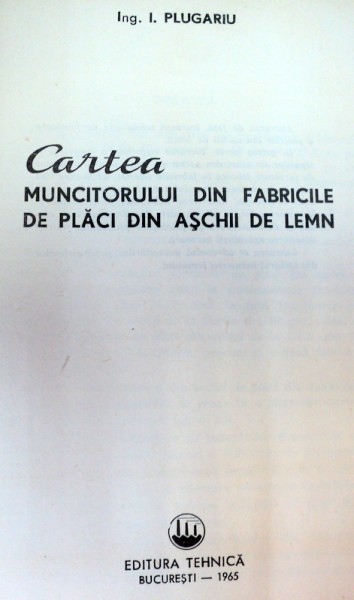 Ing. I. PLUGARIU
Cartea
MUNCITORULUI DIN FABRICILE
DE PLĂCI DIN AŞCHII DE LEMN
EDITURA TEHNICĂ
BUCUREŞTI — 1965